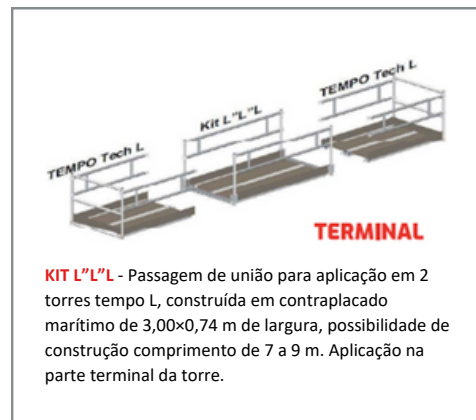 TEMPO Tech L
Kit L"L"L
TEMPO Tech L
TERMINAL
KIT L”L”L - Passagem de união para aplicação em 2
torres tempo L, construída em contraplacado
marítimo de 3,00×0,74 m de largura, possibilidade de
construção comprimento de 7 a 9 m. Aplicação na
parte terminal da torre.